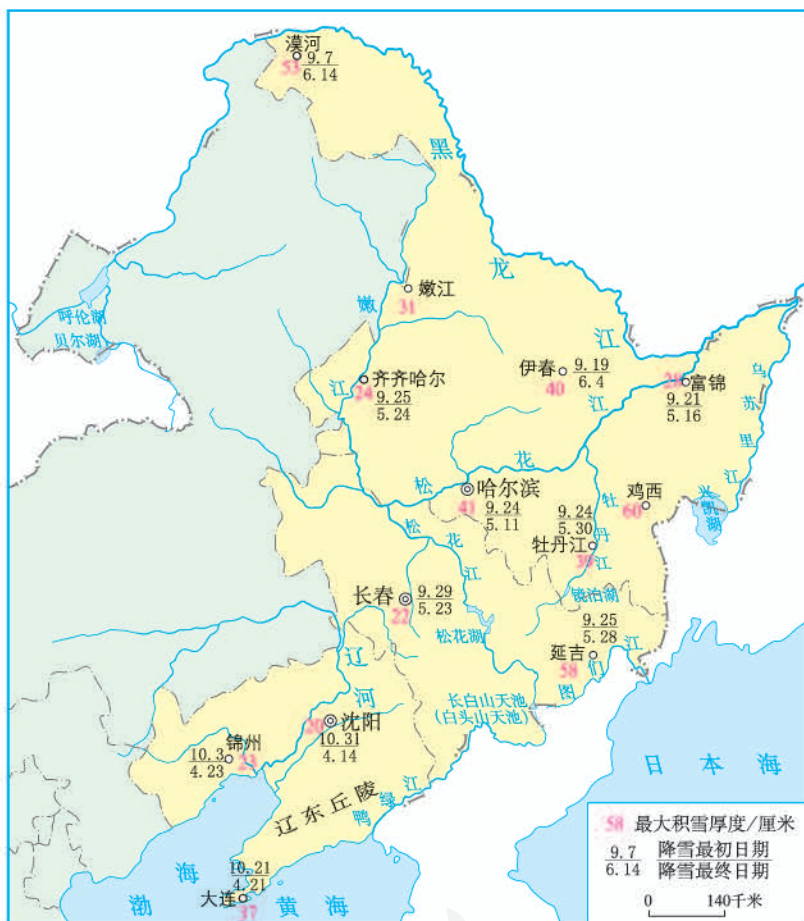 漠河
53
9.7
6.14
黑龙江
呼伦湖
贝尔湖
嫩江
31
嫩江
齐齐哈尔
24
9.25
5.24
伊春
40
9.19
6.4
28
富锦
9.21
5.16
乌苏里江
松花江
哈尔滨
41
9.24
5.11
9.24
5.30
牡丹江
39
牡丹江
鸡西
60
兴凯湖
松花江
长春
22
9.29
5.23
松花湖
镜泊湖
9.25
5.28
延吉
58
图们江
长白山天池
(白头山天池)
辽河
20
沈阳
10.31
4.14
锦州
10.3
4.23
23
辽东丘陵
鸭绿江
日本海
10.21
4.21
大连
37
渤海
黄海
58 最大积雪厚度/厘米
9.7 降雪最初日期
6.14 降雪最终日期
0 140千米